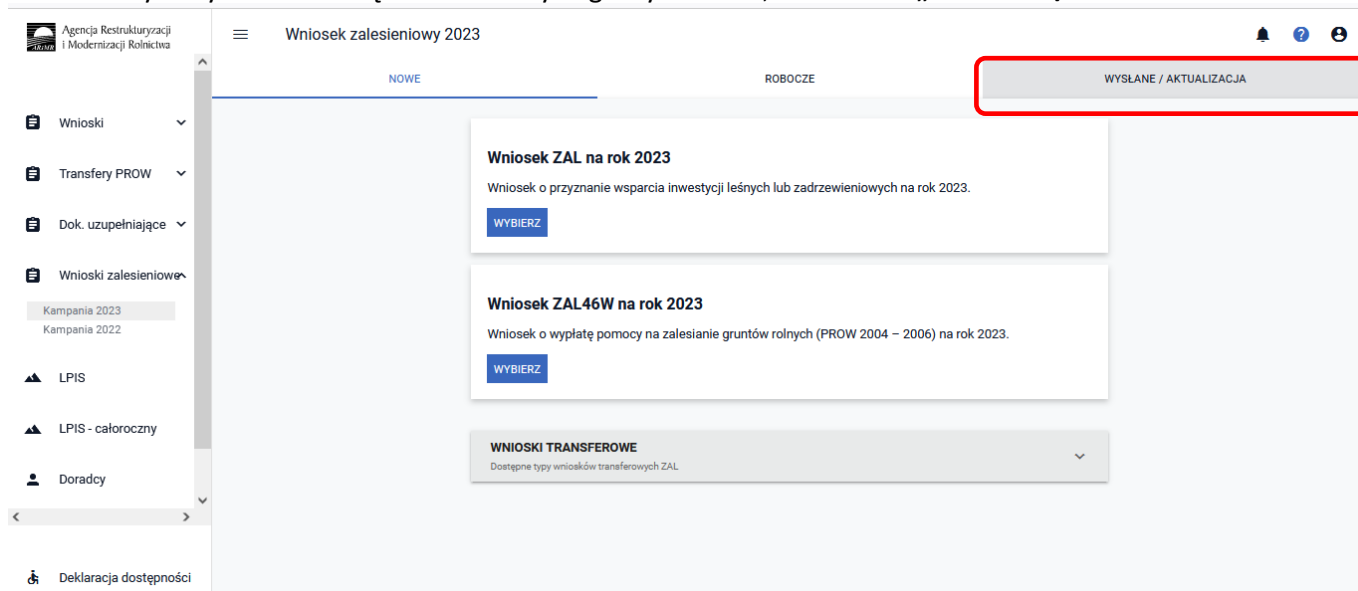 Agencja Restrukturyzacji
i Modernizacji Rolnictwa
ARiMR
Wniosek zalesieniowy 2023
NOWE
ROBOCZE
WYSŁANE / AKTUALIZACJA
Wnioski
Transfery PROW
Dok. uzupełniające
Wnioski zalesieniowe
Kampania 2023
Kampania 2022
LPIS
LPIS - całoroczny
Doradcy
Deklaracja dostępności
Wniosek ZAL na rok 2023
Wniosek o przyznanie wsparcia inwestycji leśnych lub zadrzewieniowych na rok 2023.
WYBIERZ
Wniosek ZAL46W na rok 2023
Wniosek o wypłatę pomocy na zalesianie gruntów rolnych (PROW 2004 – 2006) na rok 2023.
WYBIERZ
WNIOSKI TRANSFEROWE
Dostępne typy wniosków transferowych ZAL